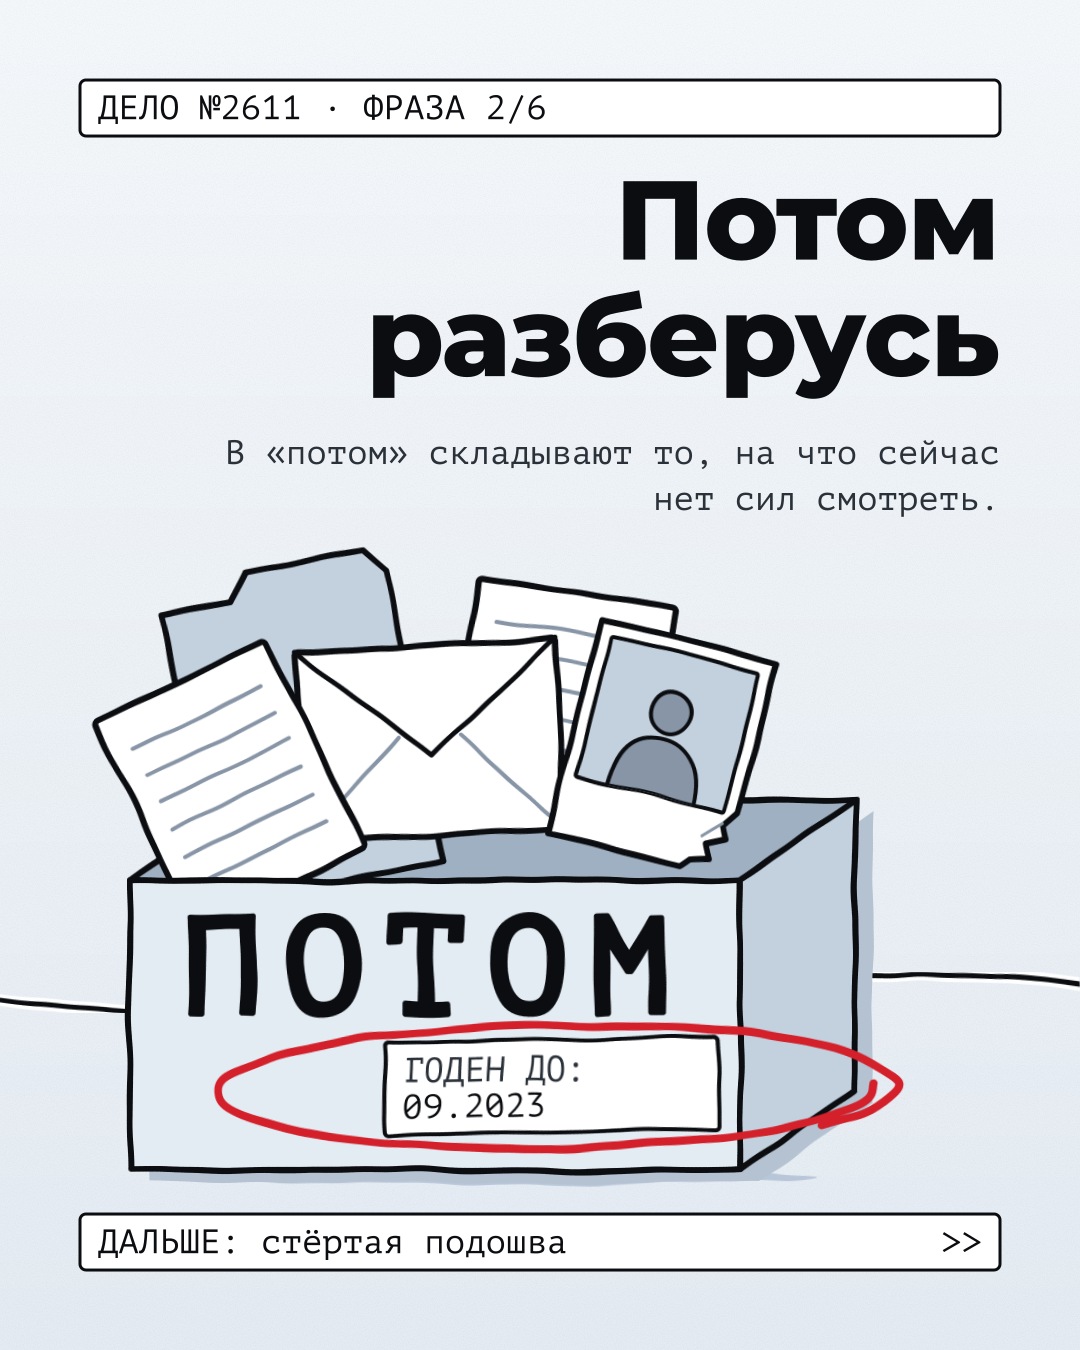 ДЕЛО №2611 · ФРАЗА 2/6
Потом
разберусь
В «потом» складывают то, на что сейчас
нет сил смотреть.
ПОТОМ
ГОДЕН ДО:
09.2023
ДАЛЬШЕ: стёртая подошва >>